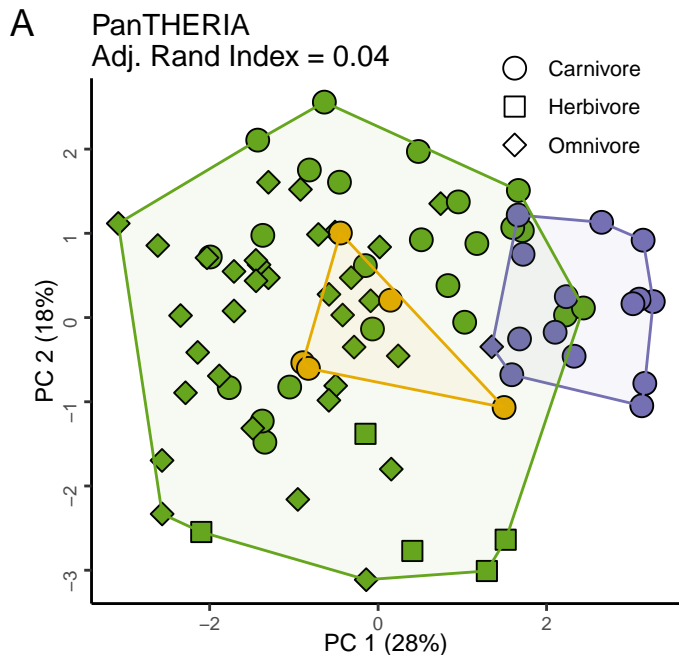 A
PanTHERIA
Adj. Rand Index = 0.04
Carnivore
Herbivore
Omnivore
PC 2 (18%)
2
1
0
−1
−2
−3
−2
0
2
PC 1 (28%)